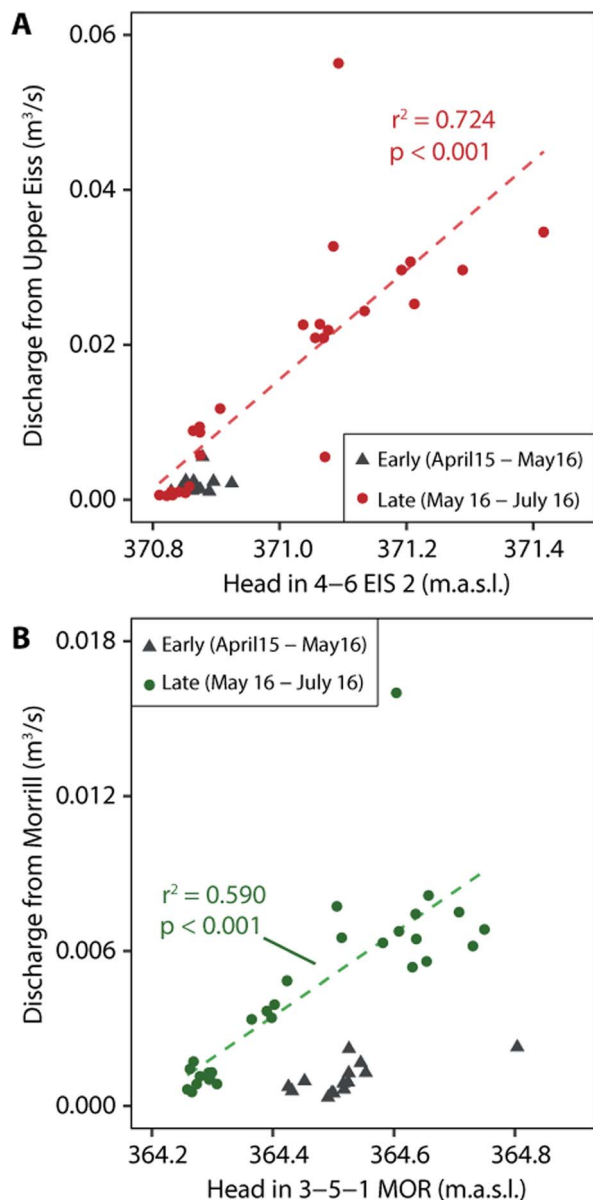 A
0.06
0.04
0.02
0.00
Discharge from Upper Eiss (m³/s)
r² = 0.724
p < 0.001
Early (April15 – May16)
Late (May 16 – July 16)
370.8 371.0 371.2 371.4
Head in 4–6 EIS 2 (m.a.s.l.)
B
0.018
0.012
0.006
0.000
Discharge from Morrill (m³/s)
Early (April15 – May16)
Late (May 16 – July 16)
r² = 0.590
p < 0.001
364.2 364.4 364.6 364.8
Head in 3–5–1 MOR (m.a.s.l.)